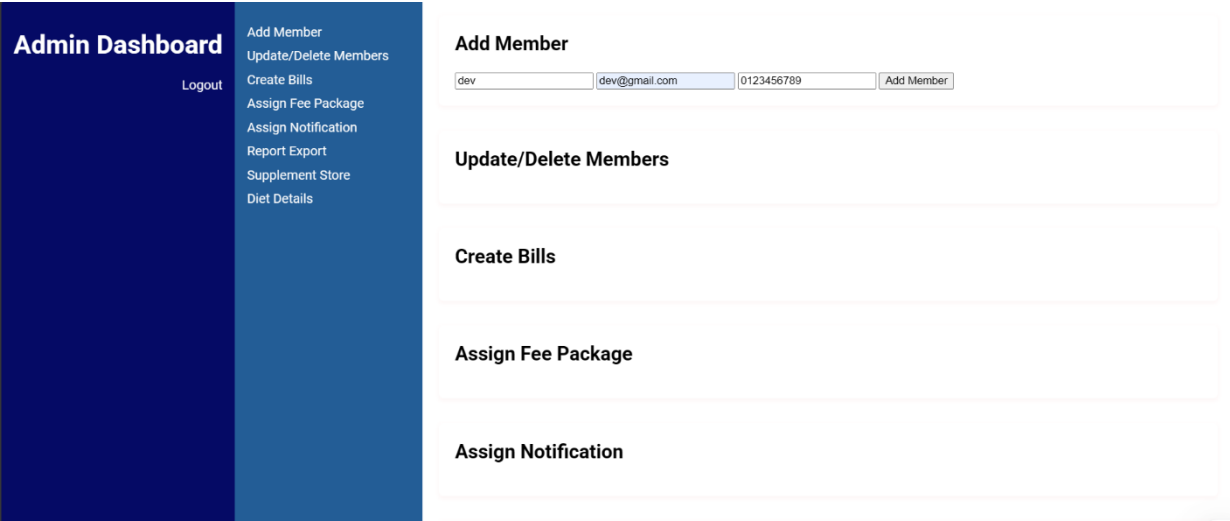 Admin Dashboard
Logout
Add Member
Update/Delete Members
Create Bills
Assign Fee Package
Assign Notification
Report Export
Supplement Store
Diet Details
Add Member
dev dev@gmail.com 0123456789 Add Member
Update/Delete Members
Create Bills
Assign Fee Package
Assign Notification